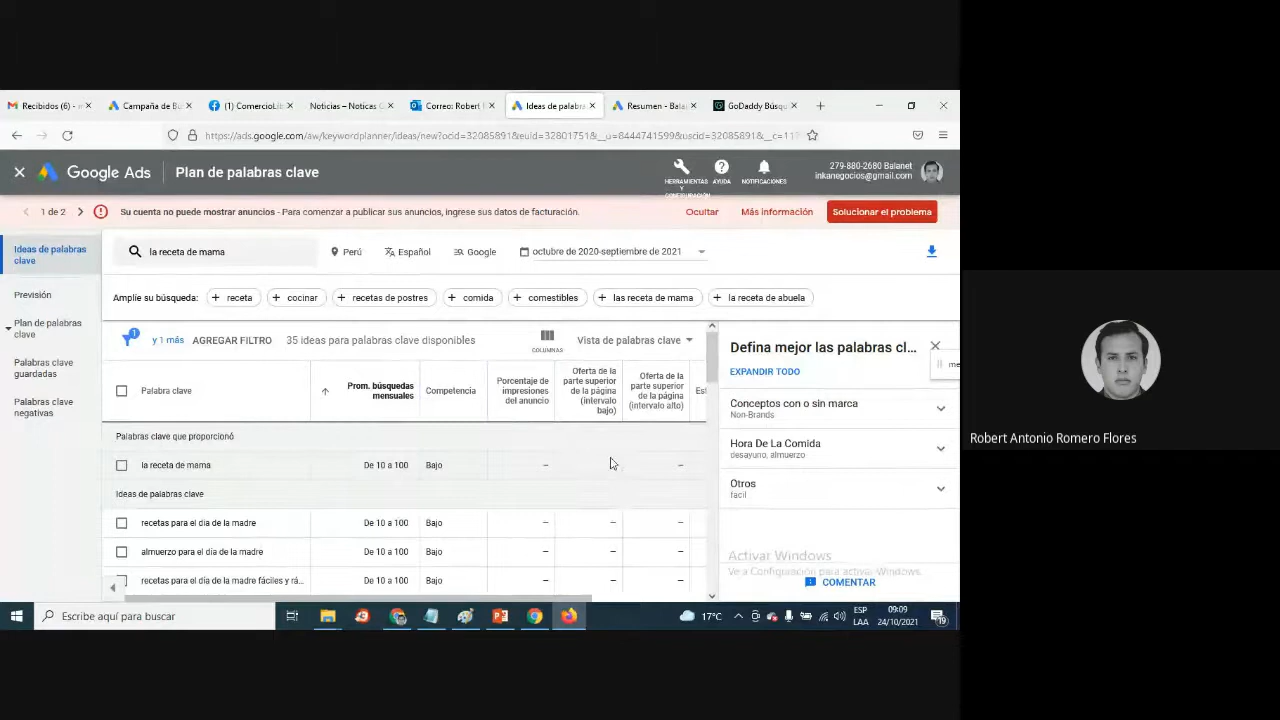 Recibidos (6) - m
Campaña de Bú
(1) ComercioLib
Noticias – Noticas G
Correo: Robert
Ideas de palabra
Resumen - Bala
GoDaddy Búsqu
https://ads.google.com/aw/keywordplanner/ideas/new?ocid=32085891&euid=32801751&__u=6444741599&uscid=32085891&__c=11
Google Ads
Plan de palabras clave
HERRAMIENTAS
Y
CONFIGURACIÓN
AYUDA
NOTIFICACIONES
279-880-2680 Balanet
inkanegocios@gmail.com
1 de 2
Su cuenta no puede mostrar anuncios - Para comenzar a publicar sus anuncios, ingrese sus datos de facturación.
Ocultar
Más información
Solucionar el problema
Ideas de palabras
clave
Previsión
Plan de palabras
clave
Palabras clave
guardadas
Palabras clave
negativas
la receta de mama
Perú
Español
Google
octubre de 2020-septiembre de 2021
Amplíe su búsqueda:
+ receta
+ cocinar
+ recetas de postres
+ comida
+ comestibles
+ las receta de mama
+ la receta de abuela
1
y 1 más
AGREGAR FILTRO
35 ideas para palabras clave disponibles
COLUMNAS
Vista de palabras clave
Palabra clave
Prom. búsquedas
mensuales
Competencia
Porcentaje de
impresiones
del anuncio
Oferta de la
parte superior
de la página
(intervalo
bajo)
Oferta de la
parte superior
de la página
(intervalo alto)
Est
Palabras clave que proporcionó
la receta de mama De 10 a 100 Bajo – – –
Ideas de palabras clave
recetas para el dia de la madre De 10 a 100 Bajo – – –
almuerzo para el dia de la madre De 10 a 100 Bajo – – –
recetas para el dia de la madre fáciles y rá... De 10 a 100 Bajo – – –
Defina mejor las palabras cl...
me
EXPANDIR TODO
Conceptos con o sin marca
Non-Brands
Hora De La Comida
desayuno, almuerzo
Otros
facil
Activar Windows
Ve a Configuración para activar Windows.
COMENTAR
Escribe aquí para buscar
17°C
ESP
LAA
09:09
24/10/2021
19
Robert Antonio Romero Flores